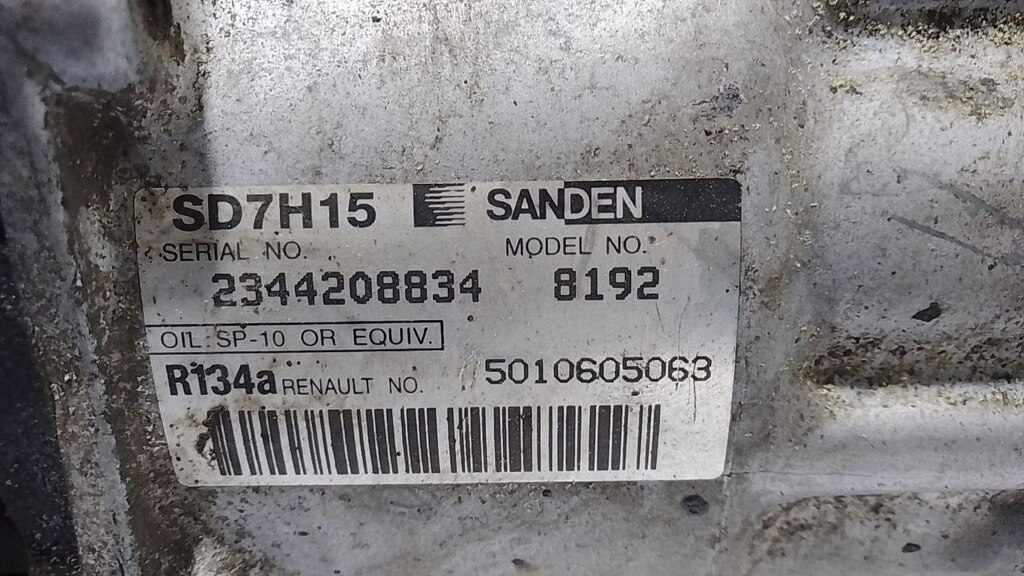 SD7H15 SANDEN
SERIAL NO. MODEL NO.
2344208834 8192
OIL: SP-10 OR EQUIV.
R134a RENAULT NO. 5010605063